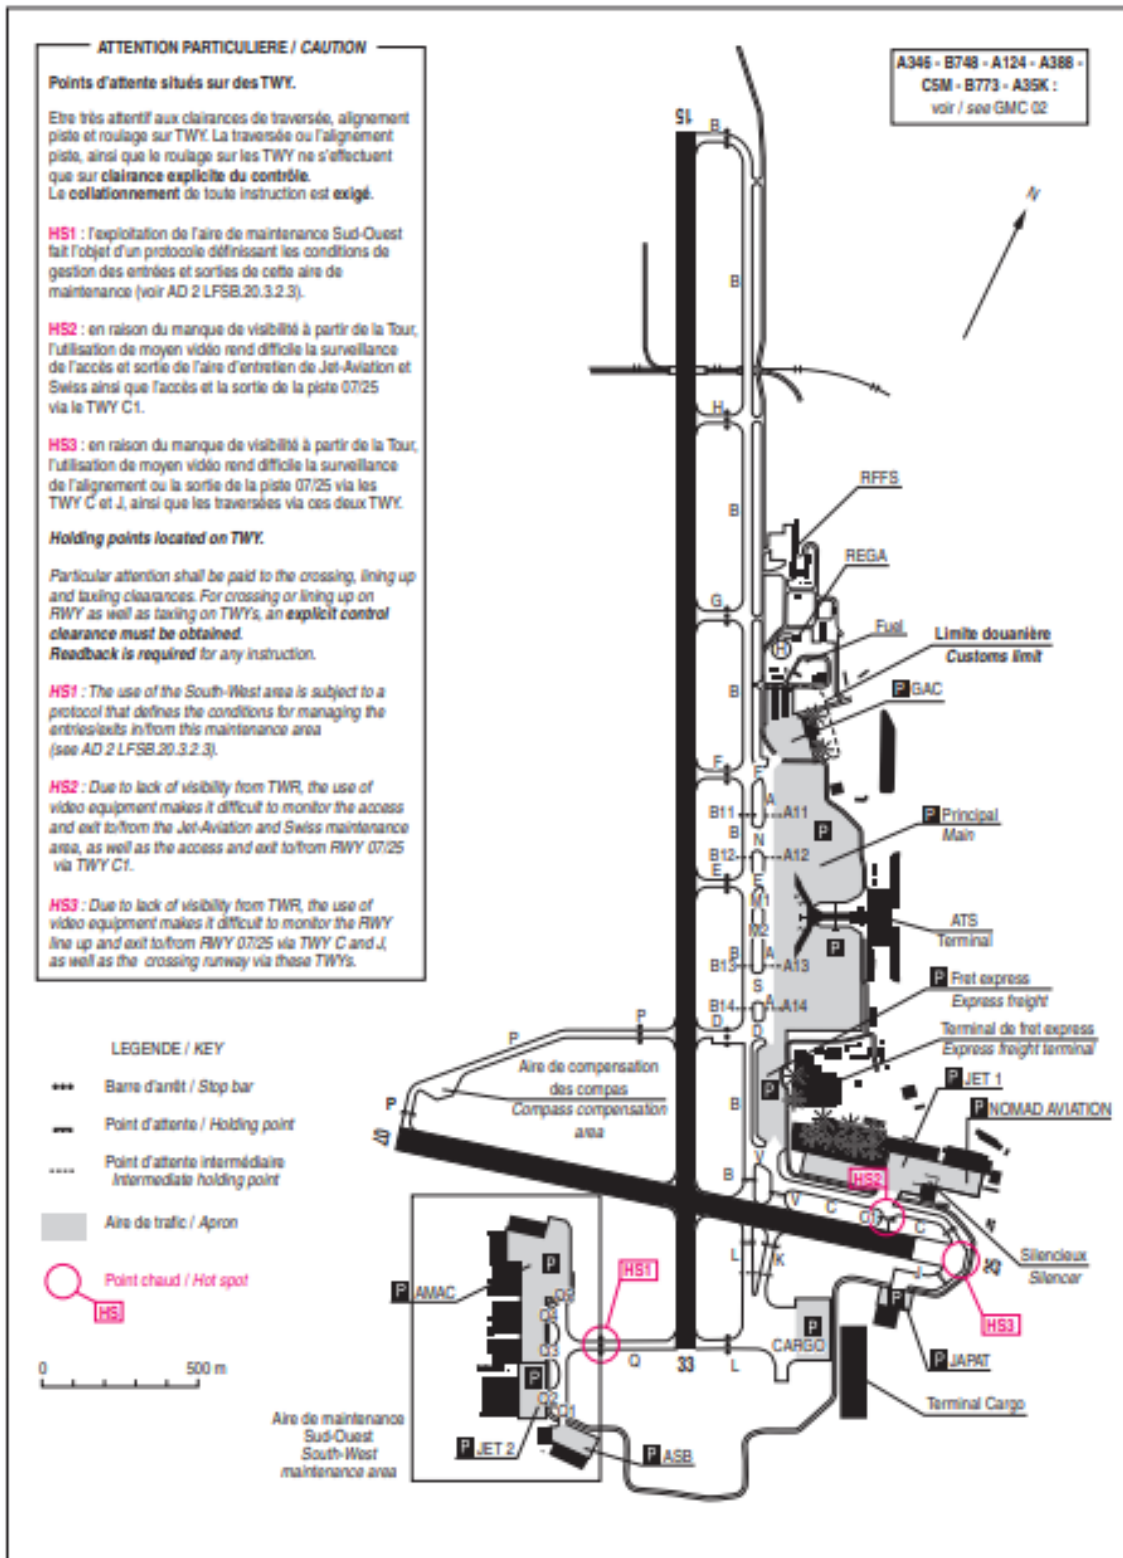 ATTENTION PARTICULIERE / CAUTION
Points d'attente situés sur des TWY.
Etre très attentif aux clairances de traversée, alignement
piste et roulage sur TWY. La traversée ou l'alignement
piste, ainsi que le roulage sur les TWY ne s'effectuent
que sur clairance explicite du contrôle.
Le collationnement de toute instruction est exigé.
HS1 : l'exploitation de l'aire de maintenance Sud-Ouest
fait l'objet d'un protocole définissant les conditions de
gestion des entrées et sorties de cette aire de
maintenance (voir AD 2 LFSB.20.3.2.3).
HS2 : en raison du manque de visibilité à partir de la Tour,
l'utilisation de moyen vidéo rend difficile la surveillance
de l'accès et sortie de l'aire d'entretien de Jet-Aviation et
Swiss ainsi que l'accès et la sortie de la piste 07/25
via le TWY C1.
HS3 : en raison du manque de visibilité à partir de la Tour,
l'utilisation de moyen vidéo rend difficile la surveillance
de l'alignement ou la sortie de la piste 07/25 via les
TWY C et J, ainsi que les traversées via ces deux TWY.
Holding points located on TWY.
Particular attention shall be paid to the crossing, lining up
and taxiing clearances. For crossing or lining up on
RWY as well as taxiing on TWYs, an explicit control
clearance must be obtained.
Readback is required for any instruction.
HS1 : The use of the South-West area is subject to a
protocol that defines the conditions for managing the
entries/exits in/from this maintenance area
(see AD 2 LFSB.20.3.2.3).
HS2 : Due to lack of visibility from TWR, the use of
video equipment makes it difficult to monitor the access
and exit to/from the Jet-Aviation and Swiss maintenance
area, as well as the access and exit to/from RWY 07/25
via TWY C1.
HS3 : Due to lack of visibility from TWR, the use of
video equipment makes it difficult to monitor the RWY
line up and exit to/from RWY 07/25 via TWY C and J,
as well as the crossing runway via these TWYs.
A346 - B748 - A124 - A388 -
C5M - B773 - A35K :
voir / see GMC 02
N
15
B
B
H
B
RFFS
REGA
G
Fuel
H
Limite douanière
Customs limit
B
P GAC
F
F
A
B11
A11
P
P Principal
Main
B
N
B12
A12
E
E
M1
M2
ATS
Terminal
P
B
A
B13
A13
S
P Fret express
Express freight
B14
A
A14
P
P
D
D
Terminal de fret express
Express freight terminal
Aire de compensation
des compas
Compass compensation
area
P
P
B
P JET 1
P NOMAD AVIATION
07
V
B
HS2
V
C
C
L
K
J
25
Silencieux
Silencer
HS1
HS3
P
P AMAC
P
P
CARGO
P JAPAT
Q3
Q
33
L
P
Q2
Q1
Terminal Cargo
P JET 2
P ASB
Aire de maintenance
Sud-Ouest
South-West
maintenance area
LEGENDE / KEY
Barre d'arrêt / Stop bar
Point d'attente / Holding point
Point d'attente intermédiaire
Intermediate holding point
Aire de trafic / Apron
Point chaud / Hot spot
HS
0 500 m